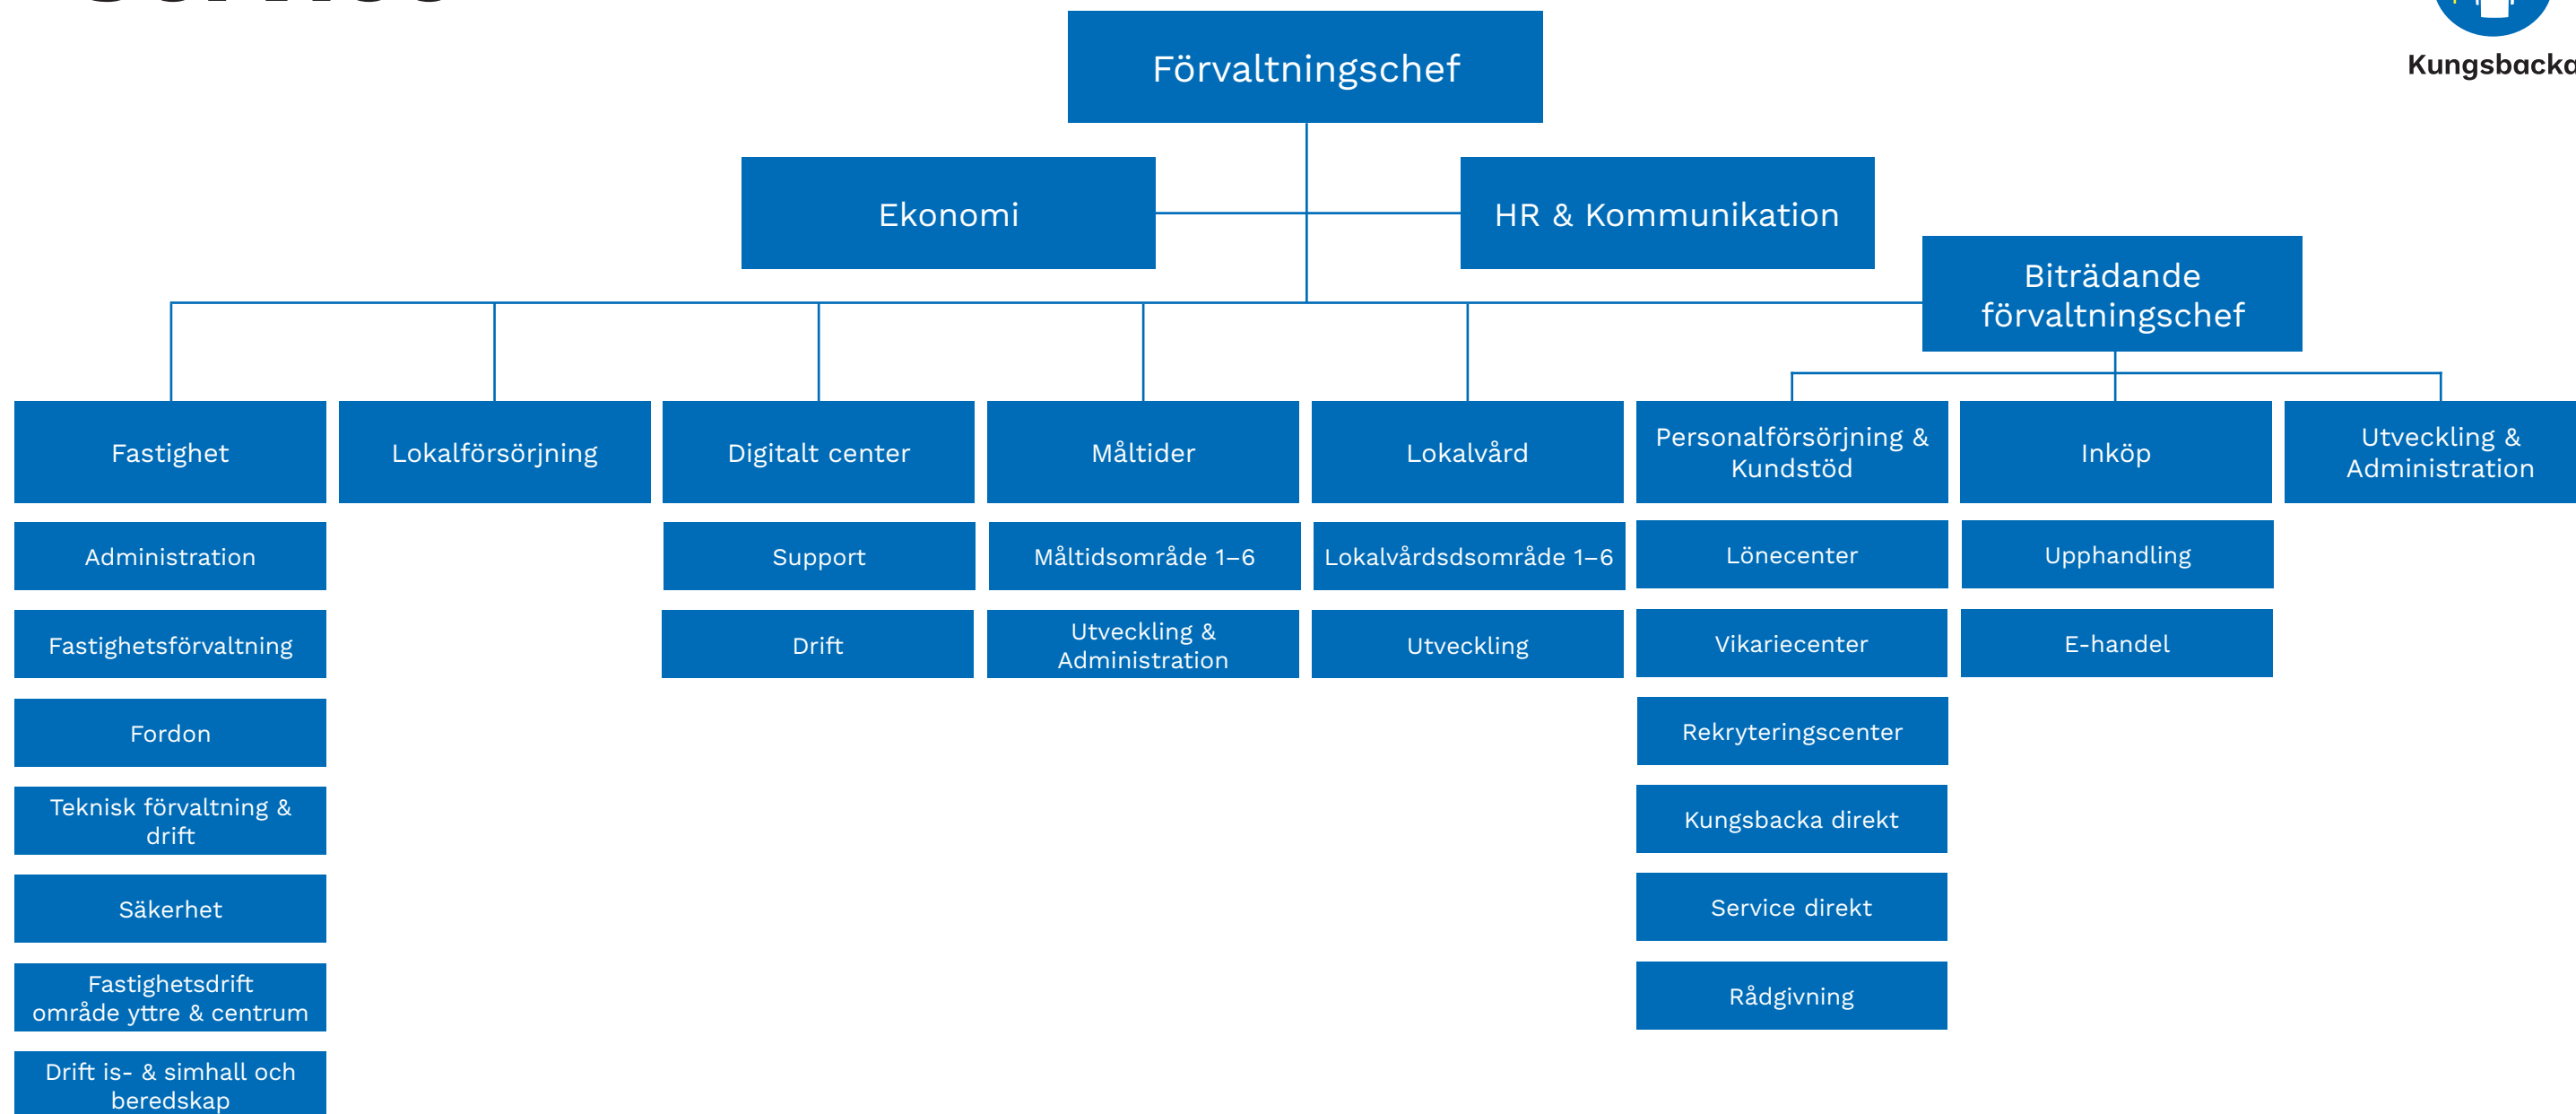 Förvaltningschef
Kungsbacka
Ekonomi
HR & Kommunikation
Biträdande
förvaltningschef
Fastighet
Lokalförsörjning
Digitalt center
Måltider
Lokalvård
Personalförsörjning &
Kundstöd
Inköp
Utveckling &
Administration
Administration
Support
Måltidsområde 1–6
Lokalvårdsdsområde 1–6
Lönecenter
Upphandling
Fastighetsförvaltning
Drift
Utveckling &
Administration
Utveckling
Vikariecenter
E-handel
Fordon
Rekryteringscenter
Teknisk förvaltning &
drift
Kungsbacka direkt
Säkerhet
Service direkt
Fastighetsdrift
område yttre & centrum
Rådgivning
Drift is- & simhall och
beredskap